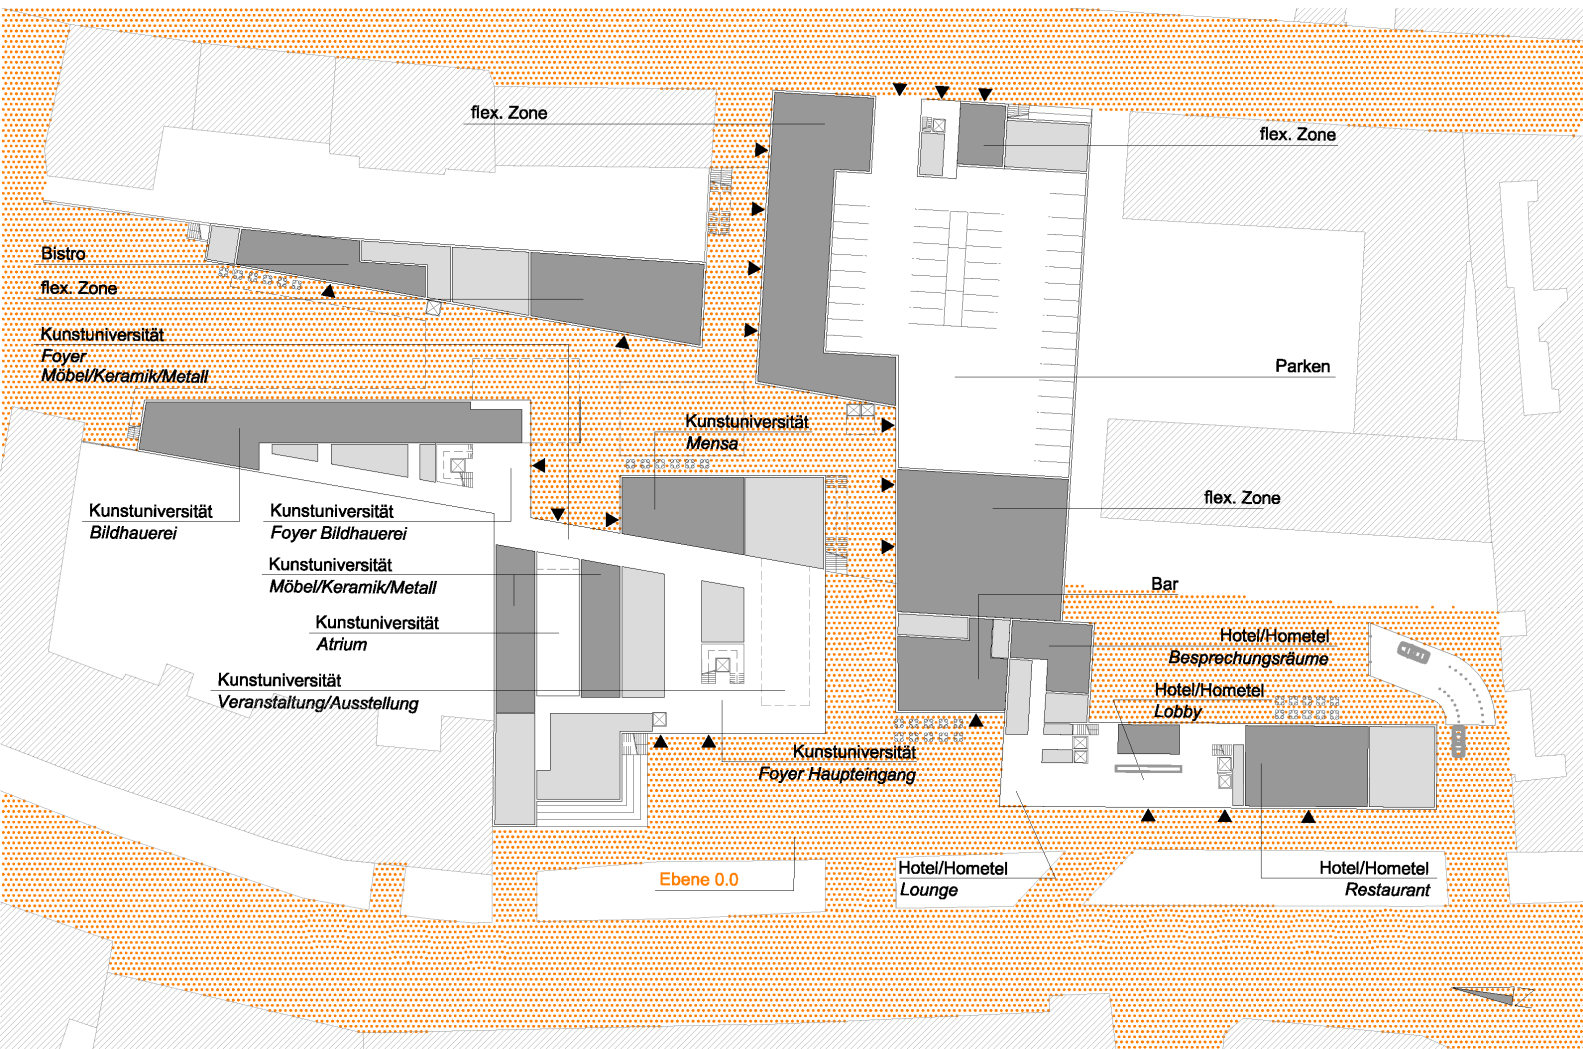 flex. Zone
flex. Zone
Bistro
flex. Zone
Kunstuniversität
Foyer
Möbel/Keramik/Metall
Parken
Kunstuniversität
Mensa
flex. Zone
Kunstuniversität
Bildhauerei
Kunstuniversität
Foyer Bildhauerei
Kunstuniversität
Möbel/Keramik/Metall
Bar
Kunstuniversität
Atrium
Hotel/Hometel
Besprechungsräume
Kunstuniversität
Veranstaltung/Ausstellung
Hotel/Hometel
Lobby
Kunstuniversität
Foyer Haupteingang
Ebene 0.0
Hotel/Hometel
Lounge
Hotel/Hometel
Restaurant